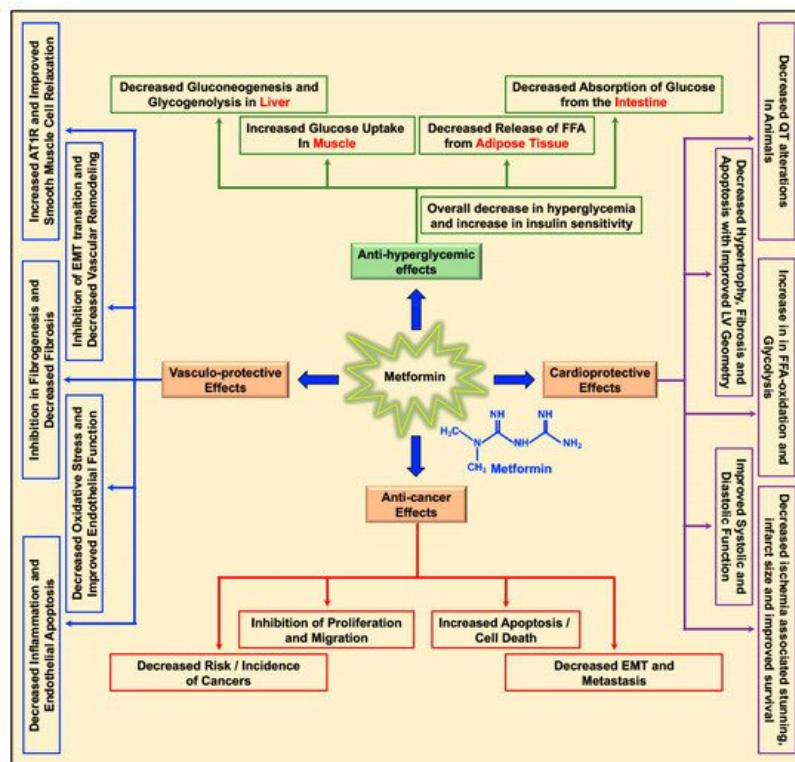 Decreased Gluconeogenesis and
Glycogenolysis in Liver
Decreased Absorption of Glucose
from the Intestine
Increased Glucose Uptake
In Muscle
Decreased Release of FFA
from Adipose Tissue
Overall decrease in hyperglycemia
and increase in insulin sensitivity
Anti-hyperglycemic
effects
Increased AT1R and Improved
Smooth Muscle Cell Relaxation
Inhibition of EMT transition and
Decreased Vascular Remodeling
Inhibition in Fibrogenesis and
Decreased Fibrosis
Decreased Oxidative Stress and
Improved Endothelial Function
Decreased Inflammation and
Endothelial Apoptosis
Vasculo-protective
Effects
Metformin
Cardioprotective
Effects
H₃C
N
CH₃
NH
NH
NH
NH₂
Metformin
Decreased QT alterations
In Animals
Decreased Hypertrophy, Fibrosis and
Apoptosis with Improved LV Geometry
Increase in in FFA-oxidation and
Glycolysis
Improved Systolic and
Diastolic Function
Decreased ischemia associated stunning,
infarct size and improved survival
Anti-cancer
Effects
Inhibition of Proliferation
and Migration
Increased Apoptosis /
Cell Death
Decreased Risk / Incidence
of Cancers
Decreased EMT and
Metastasis